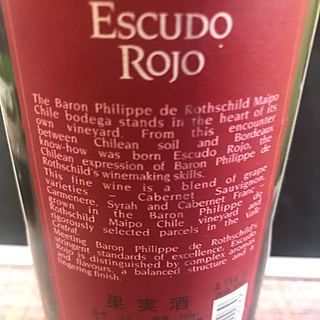 ESCUDO
ROJO
The Baron Philippe de Rothschild Maipo
Chile bodega stands in the heart of its
own vineyard. From this encounter
between Chilean soil and Bordeaux
know-how was born Escudo Rojo, the
Chilean expression of Baron Philippe de
Rothschild's winemaking skills.
This fine wine is a blend of grape
varieties - Cabernet Sauvignon,
Carmenere, Syrah and Cabernet Franc -
grown in the Baron Philippe de
Rothschild Maipo Chile vineyard and
rigorously selected parcels in the Valle
Central.
Meeting Baron Philippe de Rothschild's
stringent standards of excellence, Escudo
Rojo is distinguished by complex aromas
and flavours, a balanced structure and a
lingering finish.
果実酒